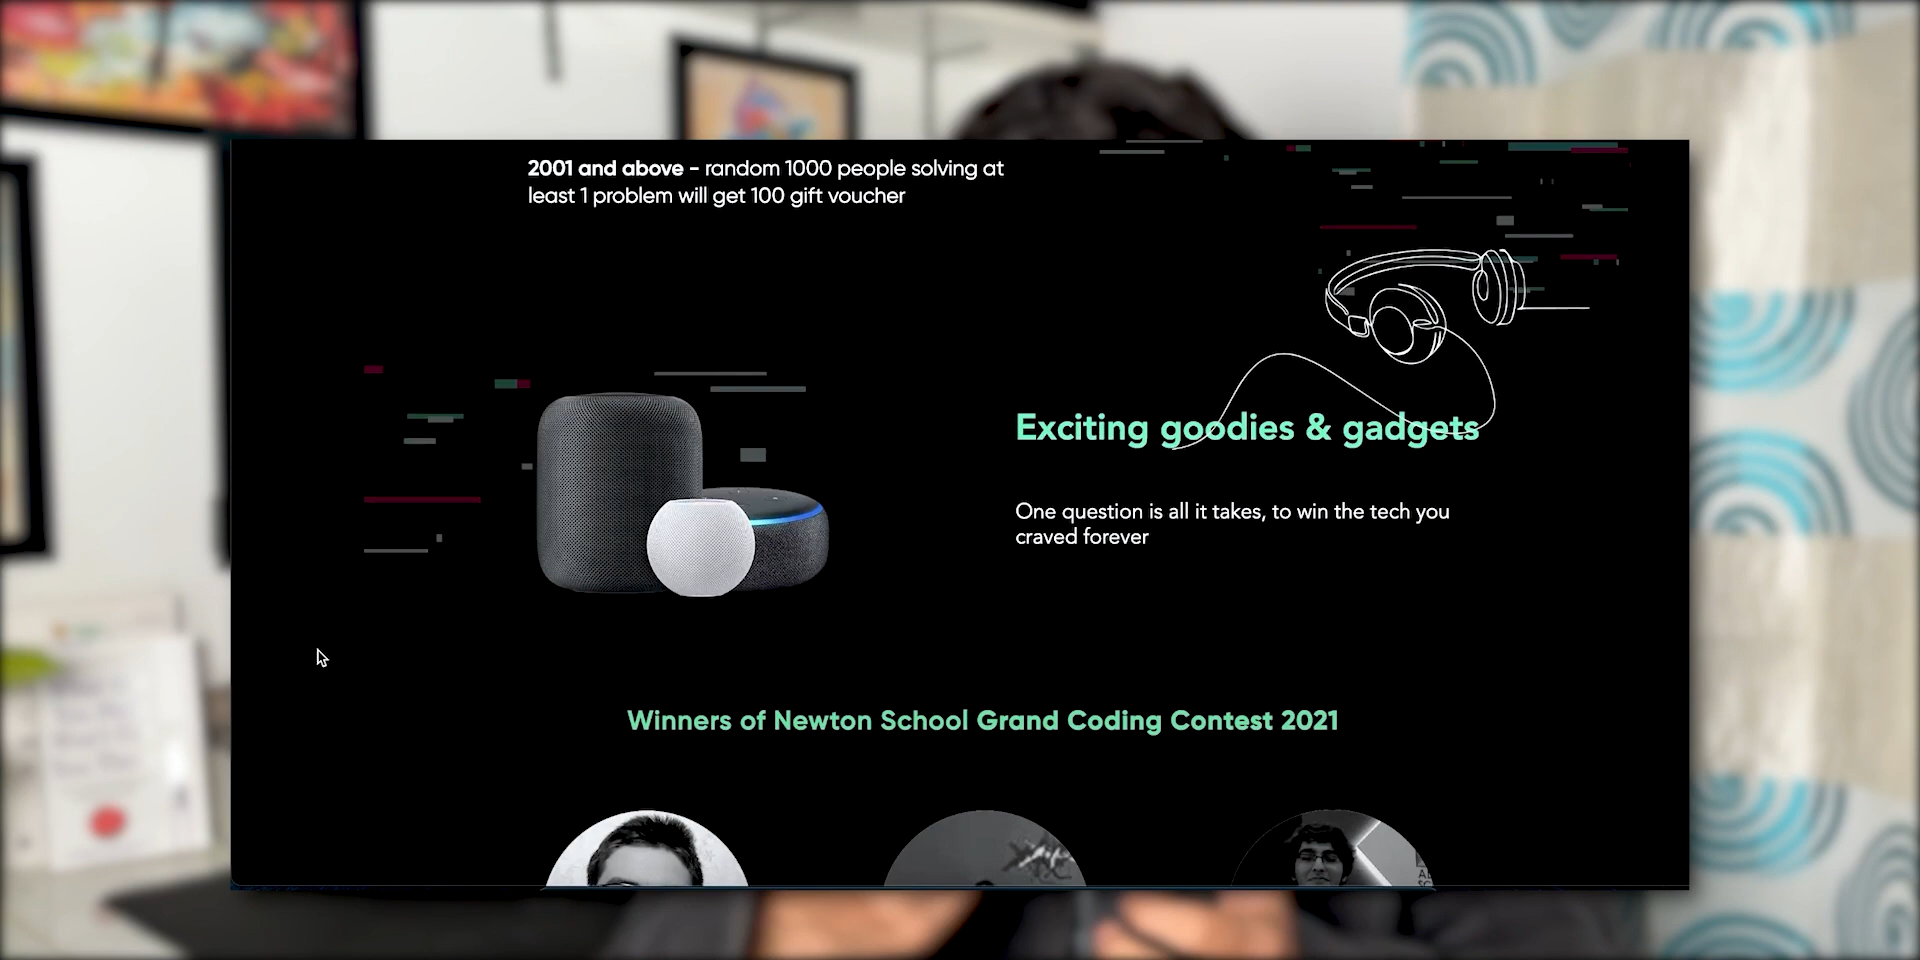 2001 and above - random 1000 people solving at
least 1 problem will get 100 gift voucher
Exciting goodies & gadgets
One question is all it takes, to win the tech you
craved forever
Winners of Newton School Grand Coding Contest 2021